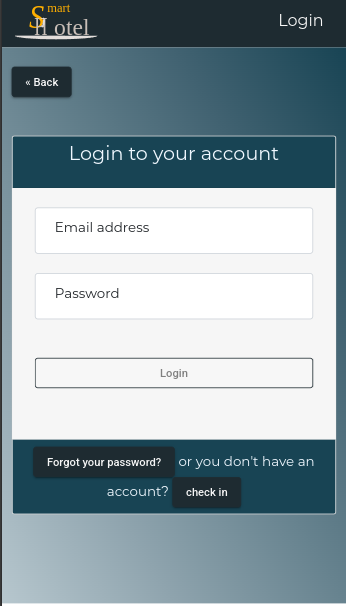 Smart
Hotel
Login
« Back
Login to your account
Email address
Password
Login
Forgot your password? or you don't have an
account? check in